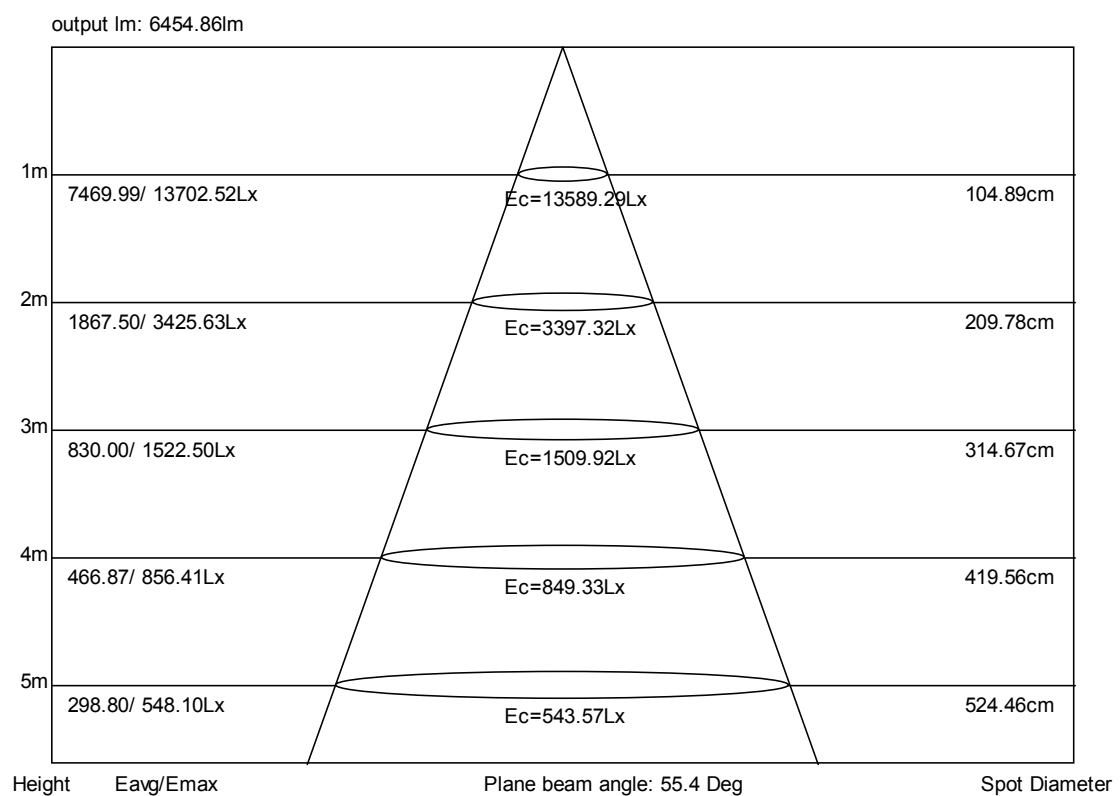 output lm: 6454.86lm
1m
7469.99/ 13702.52Lx
Ec=13589.29Lx
104.89cm
2m
1867.50/ 3425.63Lx
Ec=3397.32Lx
209.78cm
3m
830.00/ 1522.50Lx
Ec=1509.92Lx
314.67cm
4m
466.87/ 856.41Lx
Ec=849.33Lx
419.56cm
5m
298.80/ 548.10Lx
Ec=543.57Lx
524.46cm
Height Eavg/Emax Plane beam angle: 55.4 Deg Spot Diameter